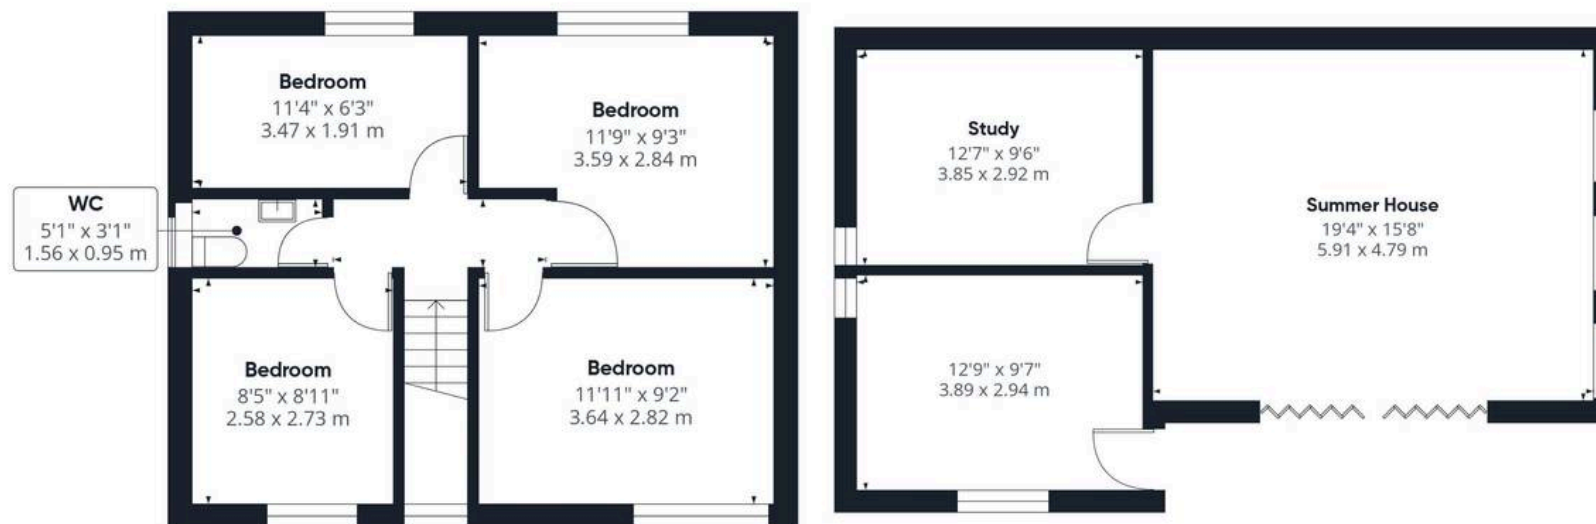 Bedroom
11'4" x 6'3"
3.47 x 1.91 m
Bedroom
11'9" x 9'3"
3.59 x 2.84 m
WC
5'1" x 3'1"
1.56 x 0.95 m
Bedroom
8'5" x 8'11"
2.58 x 2.73 m
Bedroom
11'11" x 9'2"
3.64 x 2.82 m
Study
12'7" x 9'6"
3.85 x 2.92 m
Summer House
19'4" x 15'8"
5.91 x 4.79 m
12'9" x 9'7"
3.89 x 2.94 m